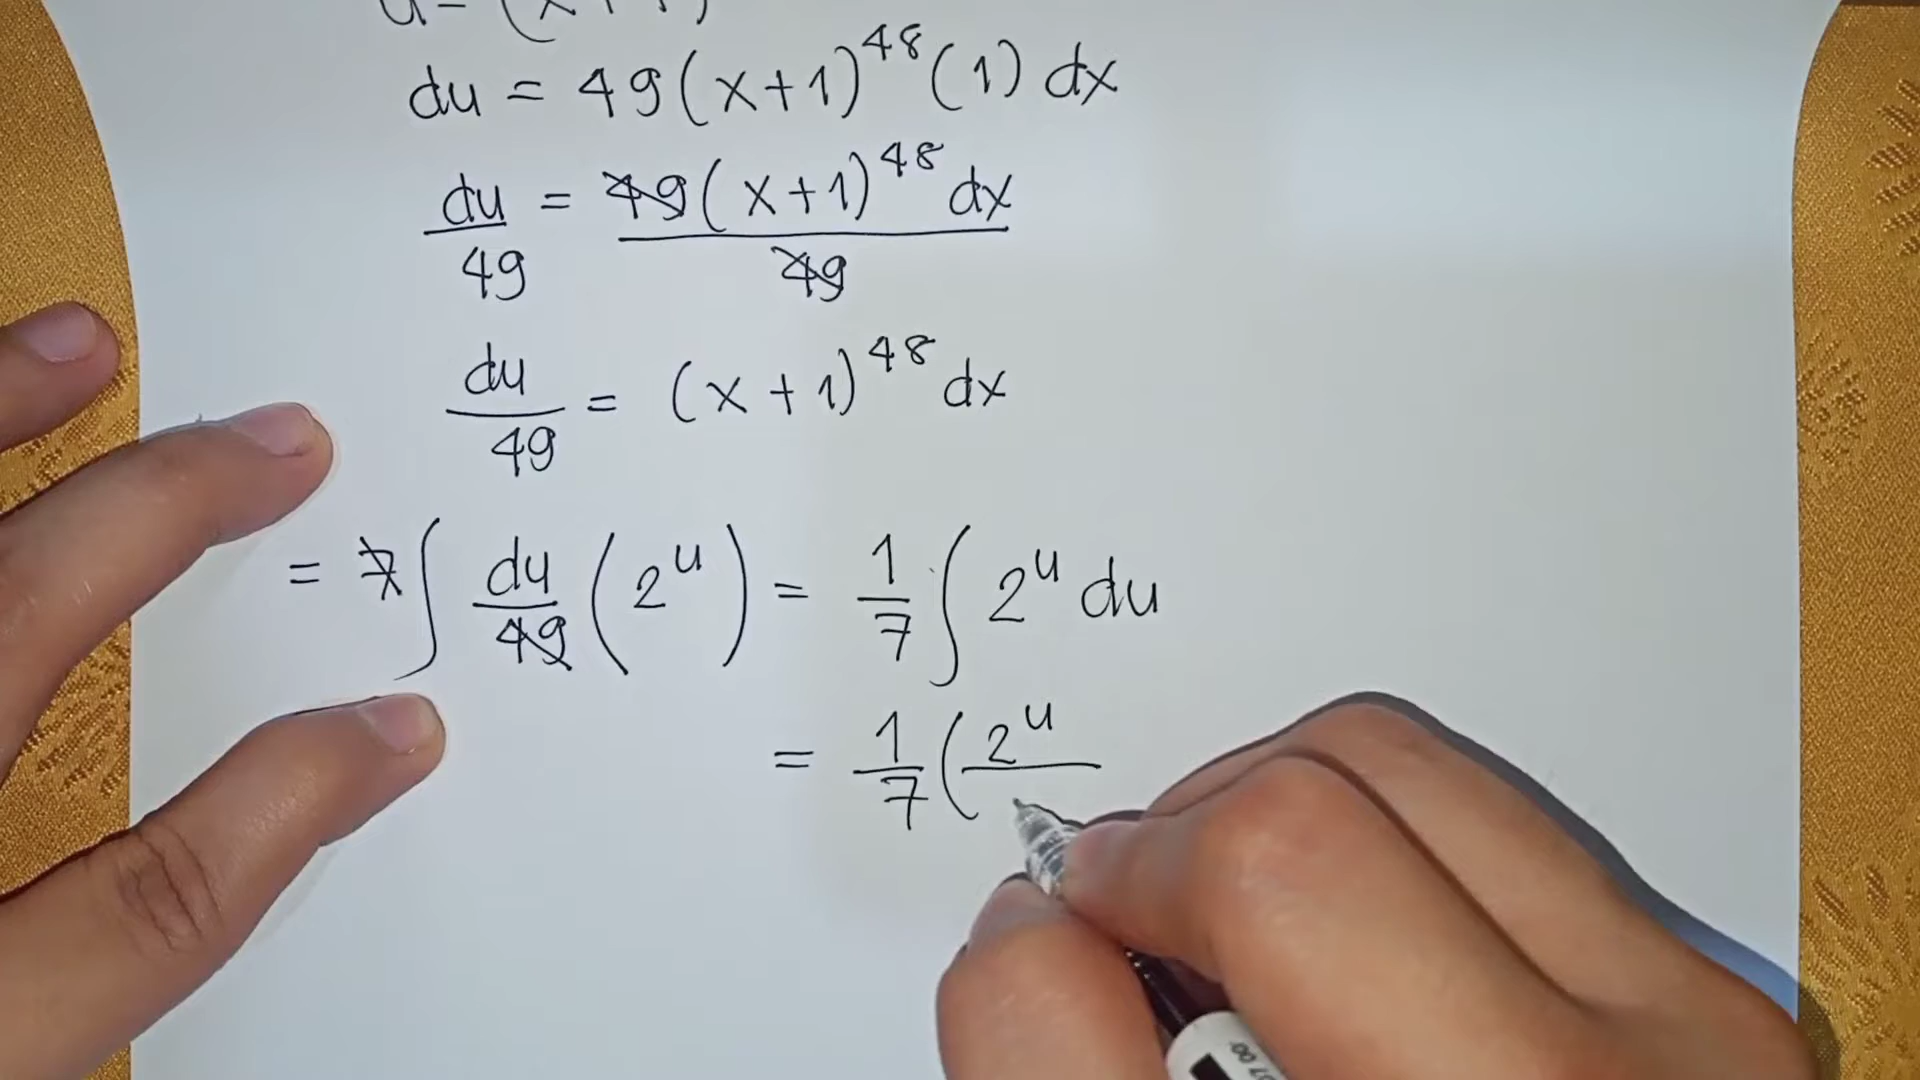 u = (x+1)
du = 49(x+1)^48 (1) dx
du/49 = 49(x+1)^48 dx/49
du/49 = (x+1)^48 dx
= 7∫ du/49 (2^u) = 1/7 ∫ 2^u du
= 1/7 (2^u